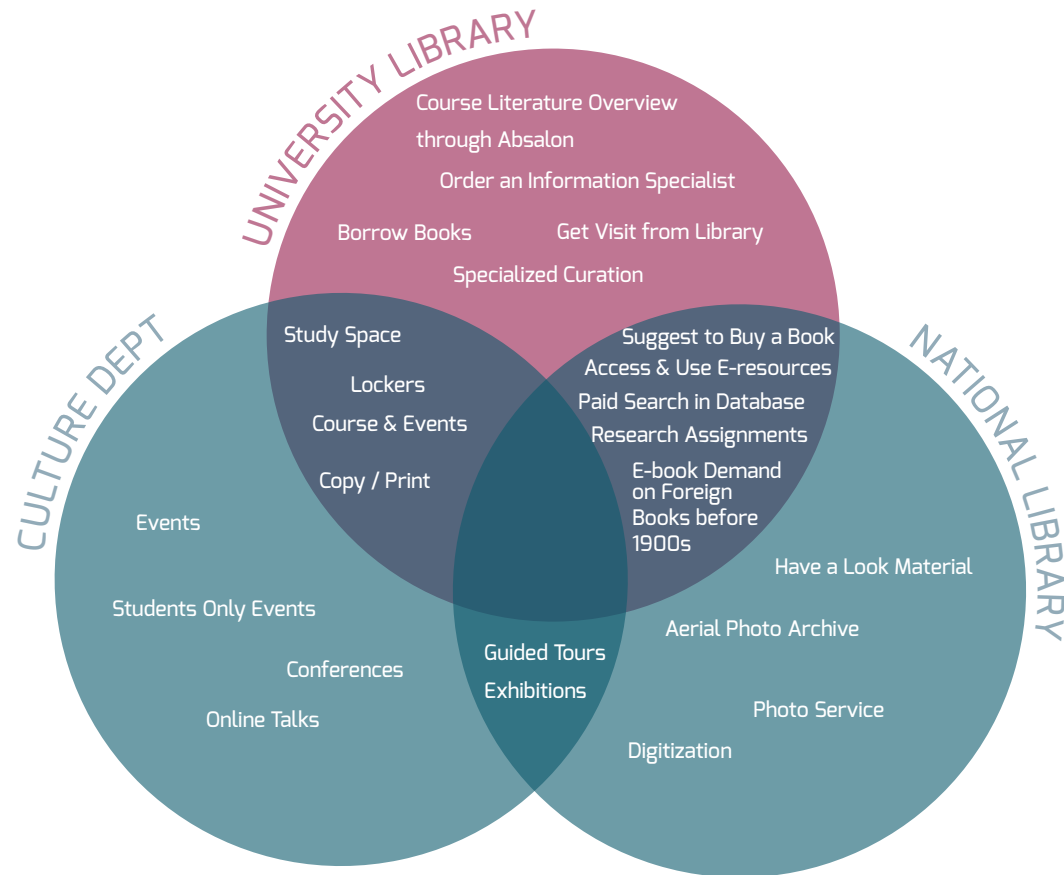 UNIVERSITY LIBRARY
Course Literature Overview
through Absalon
Order an Information Specialist
Borrow Books
Get Visit from Library
Specialized Curation
CULTURE DEPT
Study Space
Lockers
Course & Events
Copy / Print
NATIONAL LIBRARY
Suggest to Buy a Book
Access & Use E-resources
Paid Search in Database
Research Assignments
E-book Demand
on Foreign
Books before
1900s
Events
Students Only Events
Conferences
Online Talks
Guided Tours
Exhibitions
Have a Look Material
Aerial Photo Archive
Photo Service
Digitization